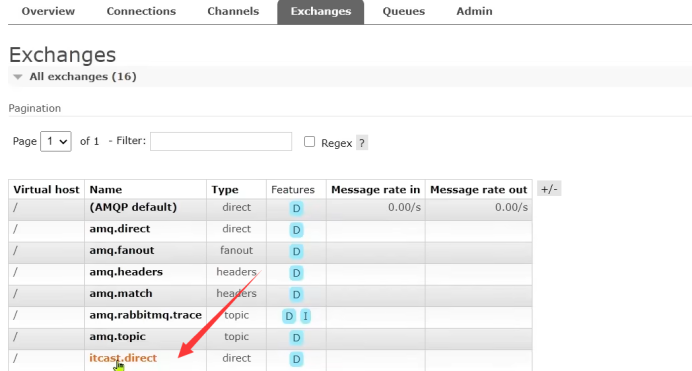 Overview Connections Channels Exchanges Queues Admin
Exchanges
All exchanges (16)
Pagination
Page 1 of 1 - Filter: Regex ?
Virtual host Name Type Features Message rate in Message rate out +/-
/ (AMQP default) direct D 0.00/s 0.00/s
/ amq.direct direct D
/ amq.fanout fanout D
/ amq.headers headers D
/ amq.match headers D
/ amq.rabbitmq.trace topic D I
/ amq.topic topic D
/ itcast.direct direct D